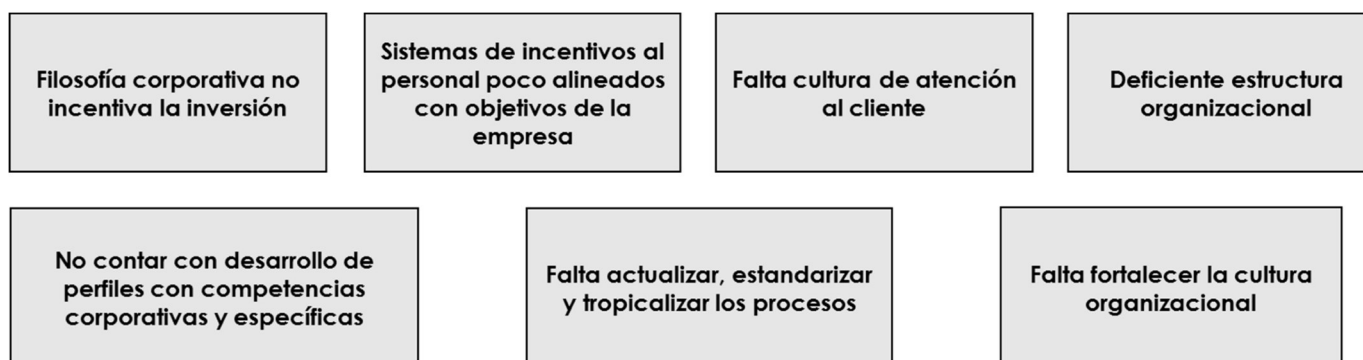 Filosofía corporativa no
incentiva la inversión
Sistemas de incentivos al
personal poco alineados
con objetivos de la
empresa
Falta cultura de atención
al cliente
Deficiente estructura
organizacional
No contar con desarrollo de
perfiles con competencias
corporativas y específicas
Falta actualizar, estandarizar
y tropicalizar los procesos
Falta fortalecer la cultura
organizacional